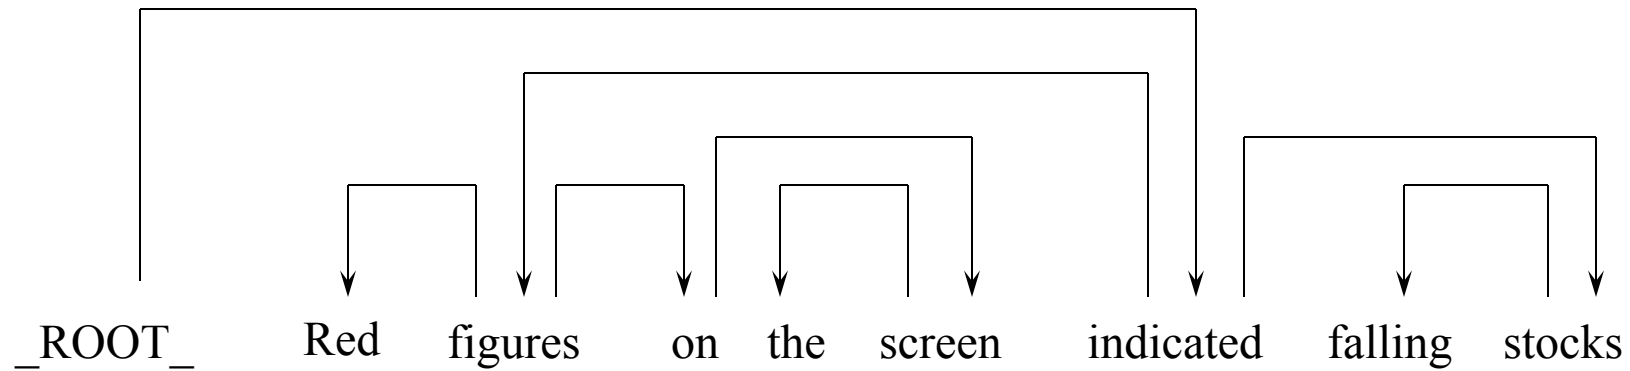 _ROOT_ Red figures on the screen indicated falling stocks